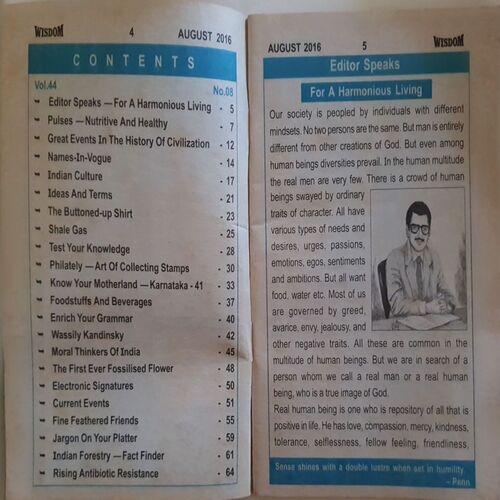 WISDOM 4 AUGUST 2016
CONTENTS
Vol.44 No.08
Editor Speaks — For A Harmonious Living - 5
Pulses — Nutritive And Healthy - 7
Great Events In The History Of Civilization - 12
Names-In-Vogue - 14
Indian Culture - 17
Ideas And Terms - 21
The Buttoned-up Shirt - 23
Shale Gas - 25
Test Your Knowledge - 28
Philately — Art Of Collecting Stamps - 30
Know Your Motherland — Karnataka - 41 - 33
Foodstuffs And Beverages - 37
Enrich Your Grammar - 40
Wassily Kandinsky - 42
Moral Thinkers Of India - 45
The First Ever Fossilised Flower - 48
Electronic Signatures - 50
Current Events - 51
Fine Feathered Friends - 55
Jargon On Your Platter - 59
Indian Forestry — Fact Finder - 61
Rising Antibiotic Resistance - 64
AUGUST 2016 5 WISDOM
Editor Speaks
For A Harmonious Living
Our society is peopled by individuals with different
mindsets. No two persons are the same. But man is entirely
different from other creations of God. But even among
human beings diversities prevail. In the human multitude
the real men are very few. There is a crowd of human
beings swayed by ordinary
traits of character. All have
various types of needs and
desires, urges, passions,
emotions, egos, sentiments
and ambitions. But all want
food, water etc. Most of us
are governed by greed,
avarice, envy, jealousy, and
other negative traits. All these are common in the
multitude of human beings. But we are in search of a
person whom we call a real man or a real human
being, who is a true image of God.
Real human being is one who is repository of all that is
positive in life. He has love, compassion, mercy, kindness,
tolerance, selflessness, fellow feeling, friendliness,
Sense shines with a double lustre when set in humility.
– Penn